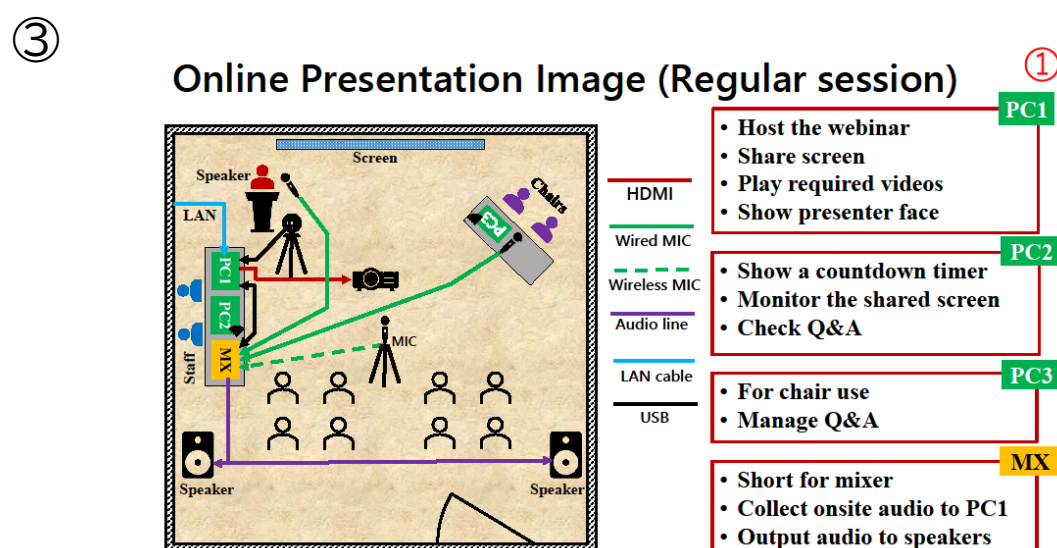 ③
Online Presentation Image (Regular session)
①
Screen
Speaker
LAN
Chairs
PC3
PC1
PC2
MX
Staff
MIC
Speaker
Speaker
HDMI
Wired MIC
Wireless MIC
Audio line
LAN cable
USB
PC1
• Host the webinar
• Share screen
• Play required videos
• Show presenter face
PC2
• Show a countdown timer
• Monitor the shared screen
• Check Q&A
PC3
• For chair use
• Manage Q&A
MX
• Short for mixer
• Collect onsite audio to PC1
• Output audio to speakers